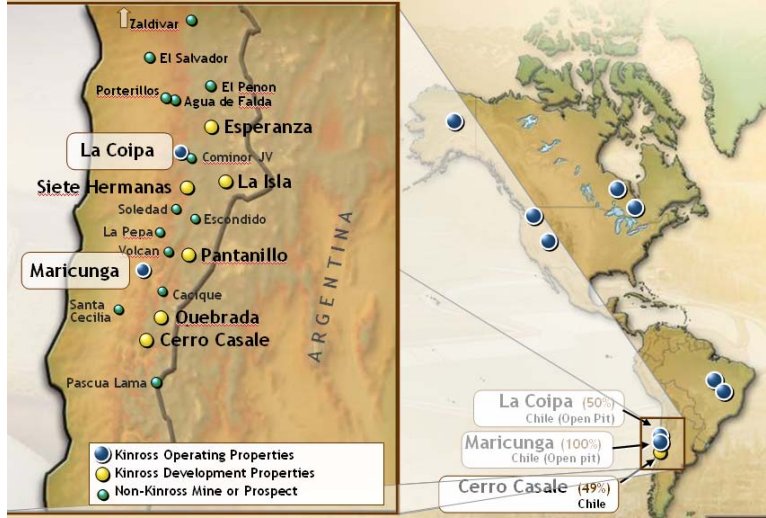 Zaldivar
El Salvador
El Penon
Porterillos
Agua de Falda
Esperanza
La Coipa
Cominor JV
Siete Hermanas
La Isla
Soledad
Escondido
La Pepa
Volcan
Pantanillo
Maricunga
Cacique
Santa
Cecilia
Quebrada
Cerro Casale
Pascua Lama
ARGENTINA
Kinross Operating Properties
Kinross Development Properties
Non-Kinross Mine or Prospect
La Coipa (50%)
Chile (Open Pit)
Maricunga (100%)
Chile (Open pit)
Cerro Casale (49%)
Chile